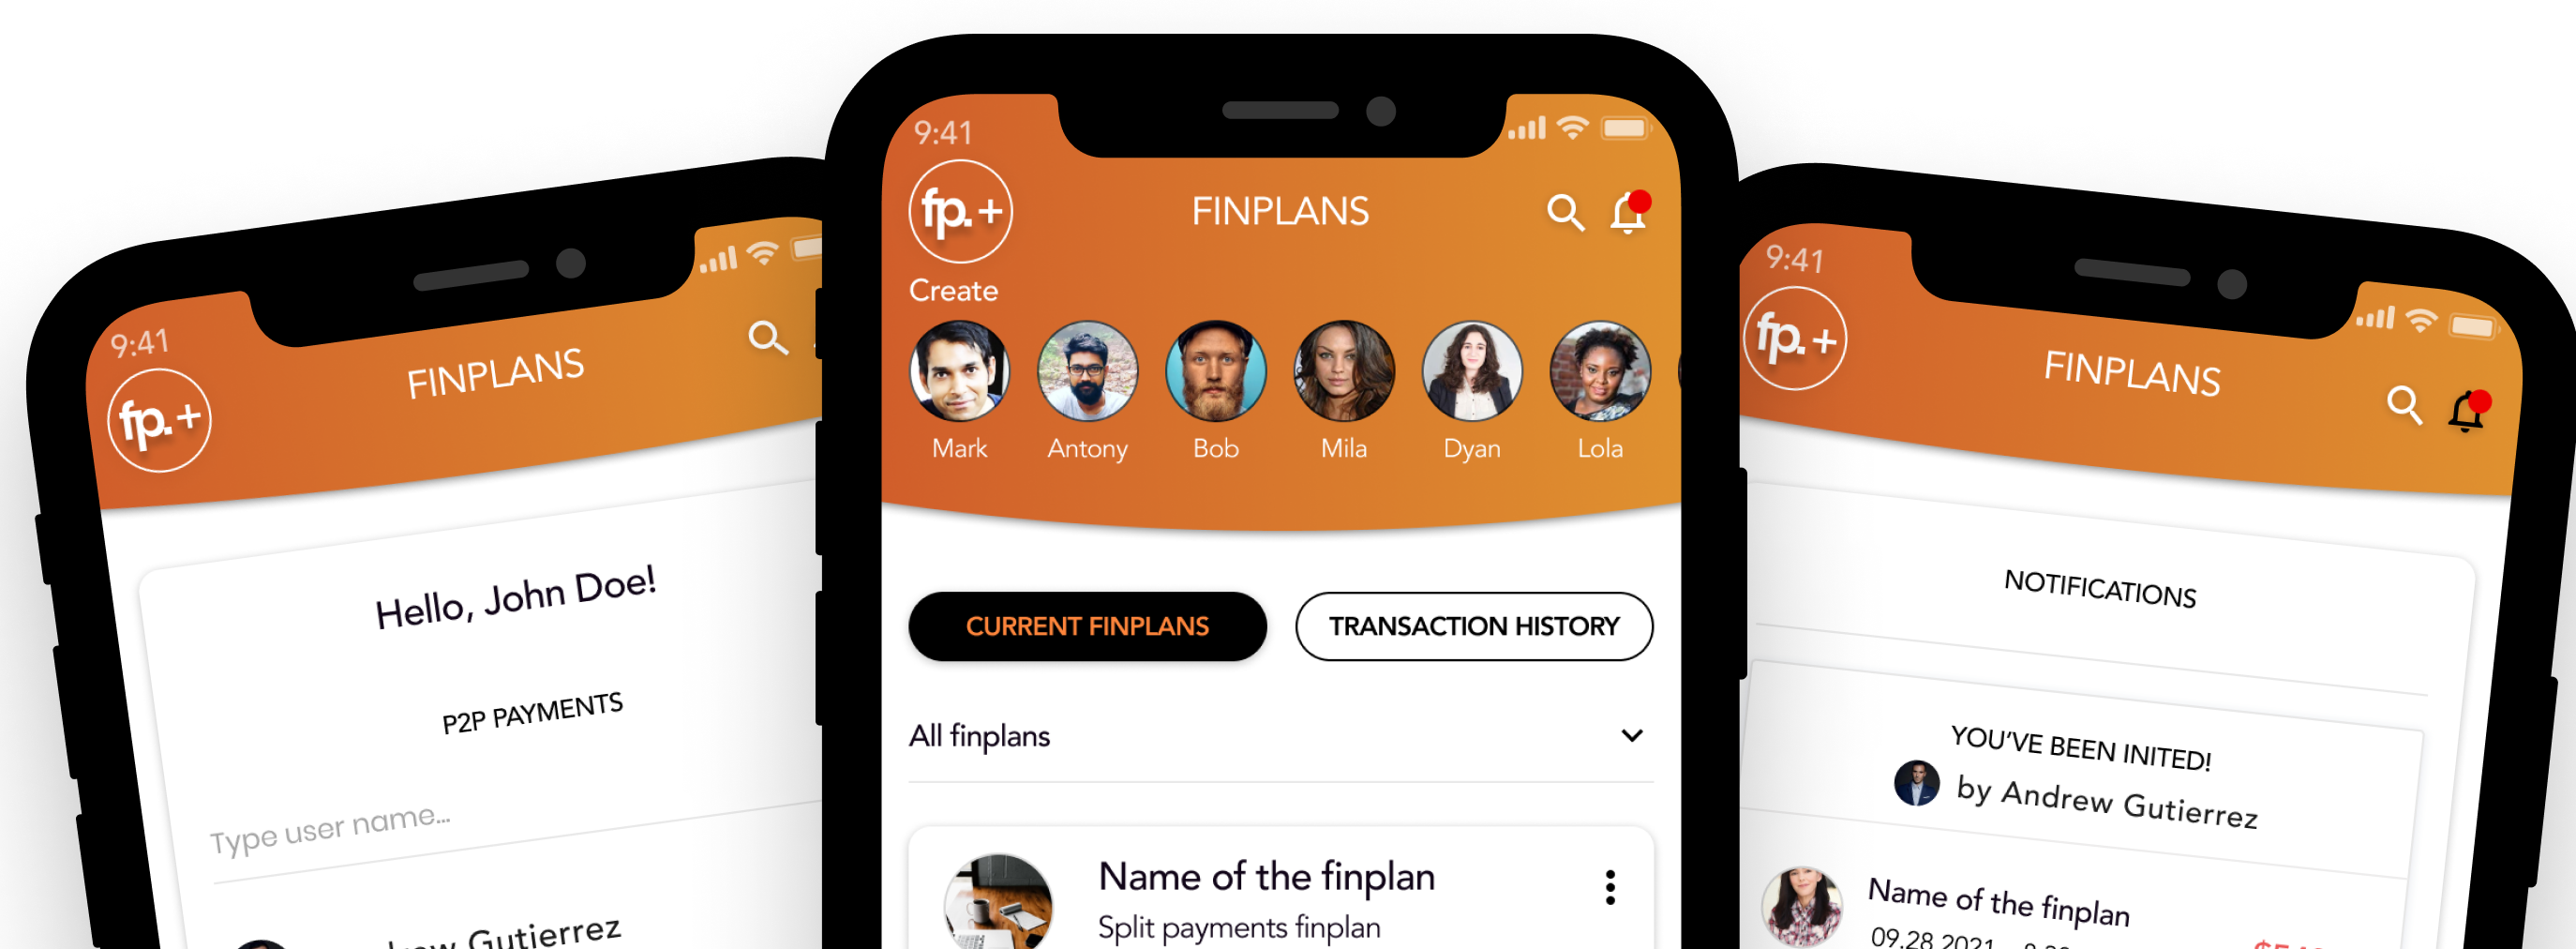 9:41
fp.+
FINPLANS
Hello, John Doe!
P2P PAYMENTS
Type user name...
Gutierrez
9:41
fp.+
FINPLANS
Create
Mark Antony Bob Mila Dyan Lola
CURRENT FINPLANS TRANSACTION HISTORY
All finplans
Name of the finplan
Split payments finplan
9:41
fp.+
FINPLANS
NOTIFICATIONS
YOU'VE BEEN INITED!
by Andrew Gutierrez
Name of the finplan
09.28.2021